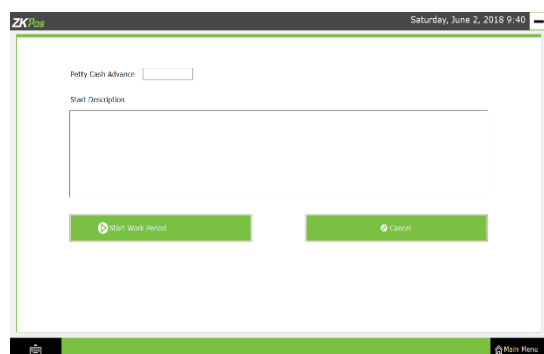 ZKPos
Saturday, June 2, 2018 9:40
Petty Cash Advance
Start Description
Start Work Period
Cancel
Main Menu